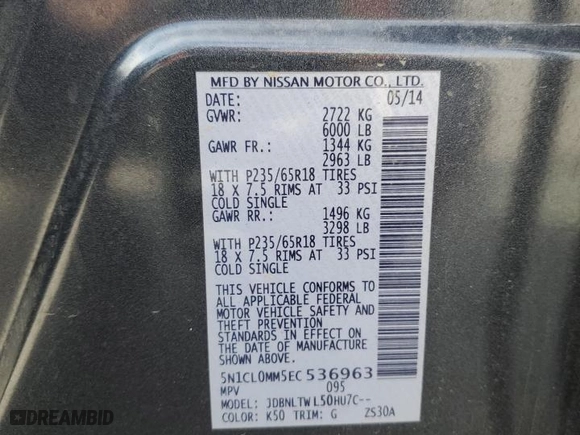 MFD BY NISSAN MOTOR CO., LTD.
DATE: 05/14
GVWR: 2722 KG
6000 LB
GAWR FR.: 1344 KG
2963 LB
WITH P235/65R18 TIRES
18 X 7.5 RIMS AT 33 PSI
COLD SINGLE
GAWR RR.: 1496 KG
3298 LB
WITH P235/65R18 TIRES
18 X 7.5 RIMS AT 33 PSI
COLD SINGLE
THIS VEHICLE CONFORMS TO
ALL APPLICABLE FEDERAL
MOTOR VEHICLE SAFETY AND
THEFT PREVENTION
STANDARDS IN EFFECT ON
THE DATE OF MANUFACTURE
SHOWN ABOVE.
5N1CL0MM5EC536963
MPV 095
MODEL: JDBNLTWL50HU7C--
COLOR: K50 TRIM: G ZS30A
RIDESAFELY